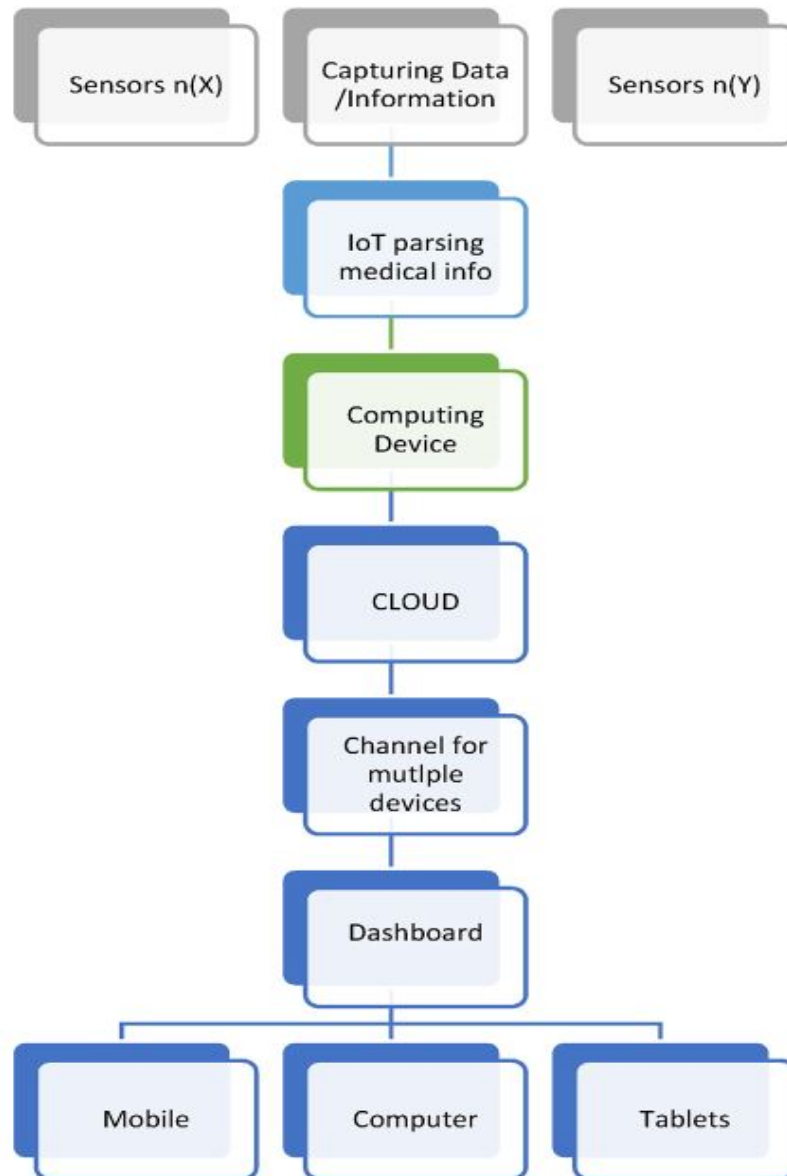 Sensors n(X)
Capturing Data
/Information
Sensors n(Y)
IoT parsing
medical info
Computing
Device
CLOUD
Channel for
mutlple
devices
Dashboard
Mobile
Computer
Tablets